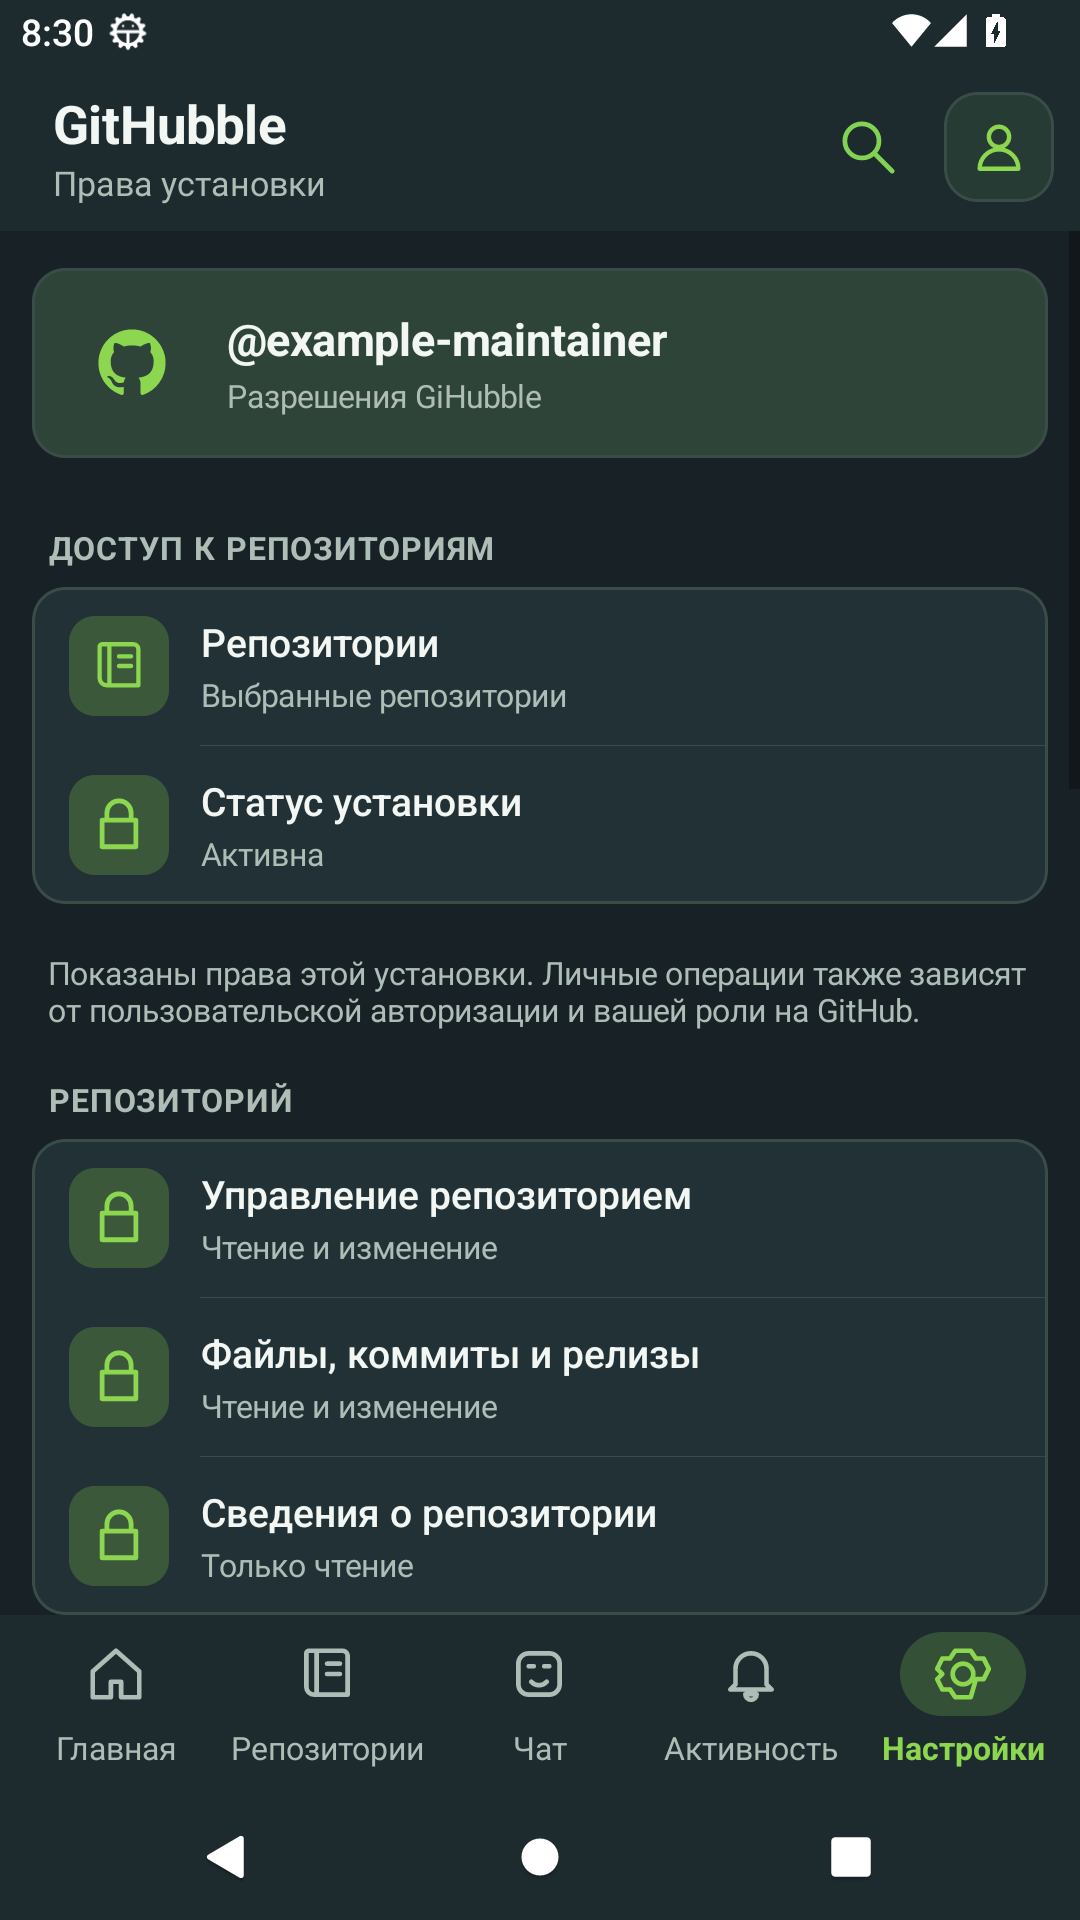 8:30
GitHubble
Права установки
@example-maintainer
Разрешения GiHubble
ДОСТУП К РЕПОЗИТОРИЯМ
Репозитории
Выбранные репозитории
Статус установки
Активна
Показаны права этой установки. Личные операции также зависят
от пользовательской авторизации и вашей роли на GitHub.
РЕПОЗИТОРИЙ
Управление репозиторием
Чтение и изменение
Файлы, коммиты и релизы
Чтение и изменение
Сведения о репозитории
Только чтение
Главная
Репозитории
Чат
Активность
Настройки